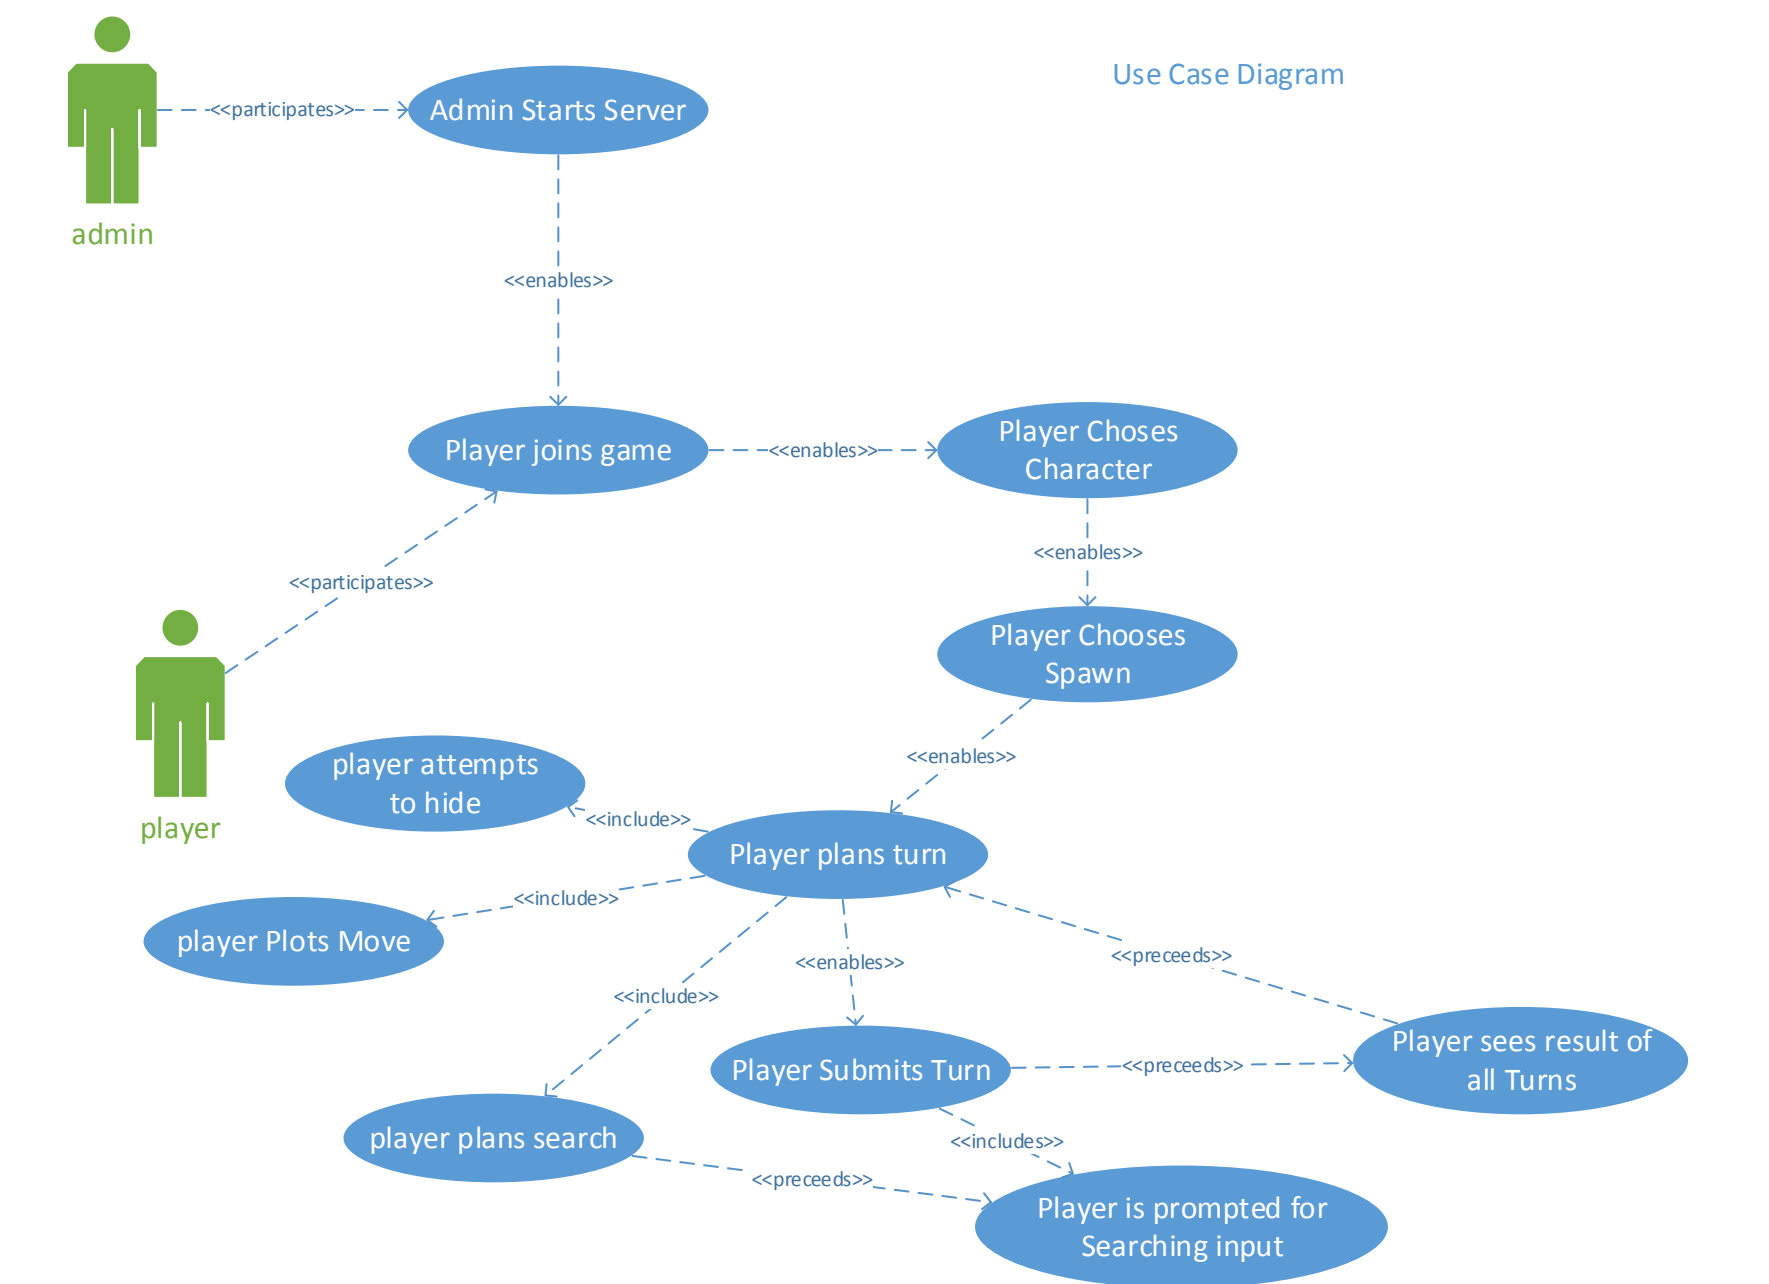 Use Case Diagram
<<participates>>
Admin Starts Server
admin
<<enables>>
Player joins game
<<enables>>
Player Choses
Character
<<enables>>
<<participates>>
Player Chooses
Spawn
<<enables>>
player attempts
to hide
player
<<include>>
Player plans turn
<<include>>
player Plots Move
<<enables>>
<<preceeds>>
<<include>>
Player Submits Turn
<<preceeds>>
Player sees result of
all Turns
player plans search
<<includes>>
<<preceeds>>
Player is prompted for
Searching input